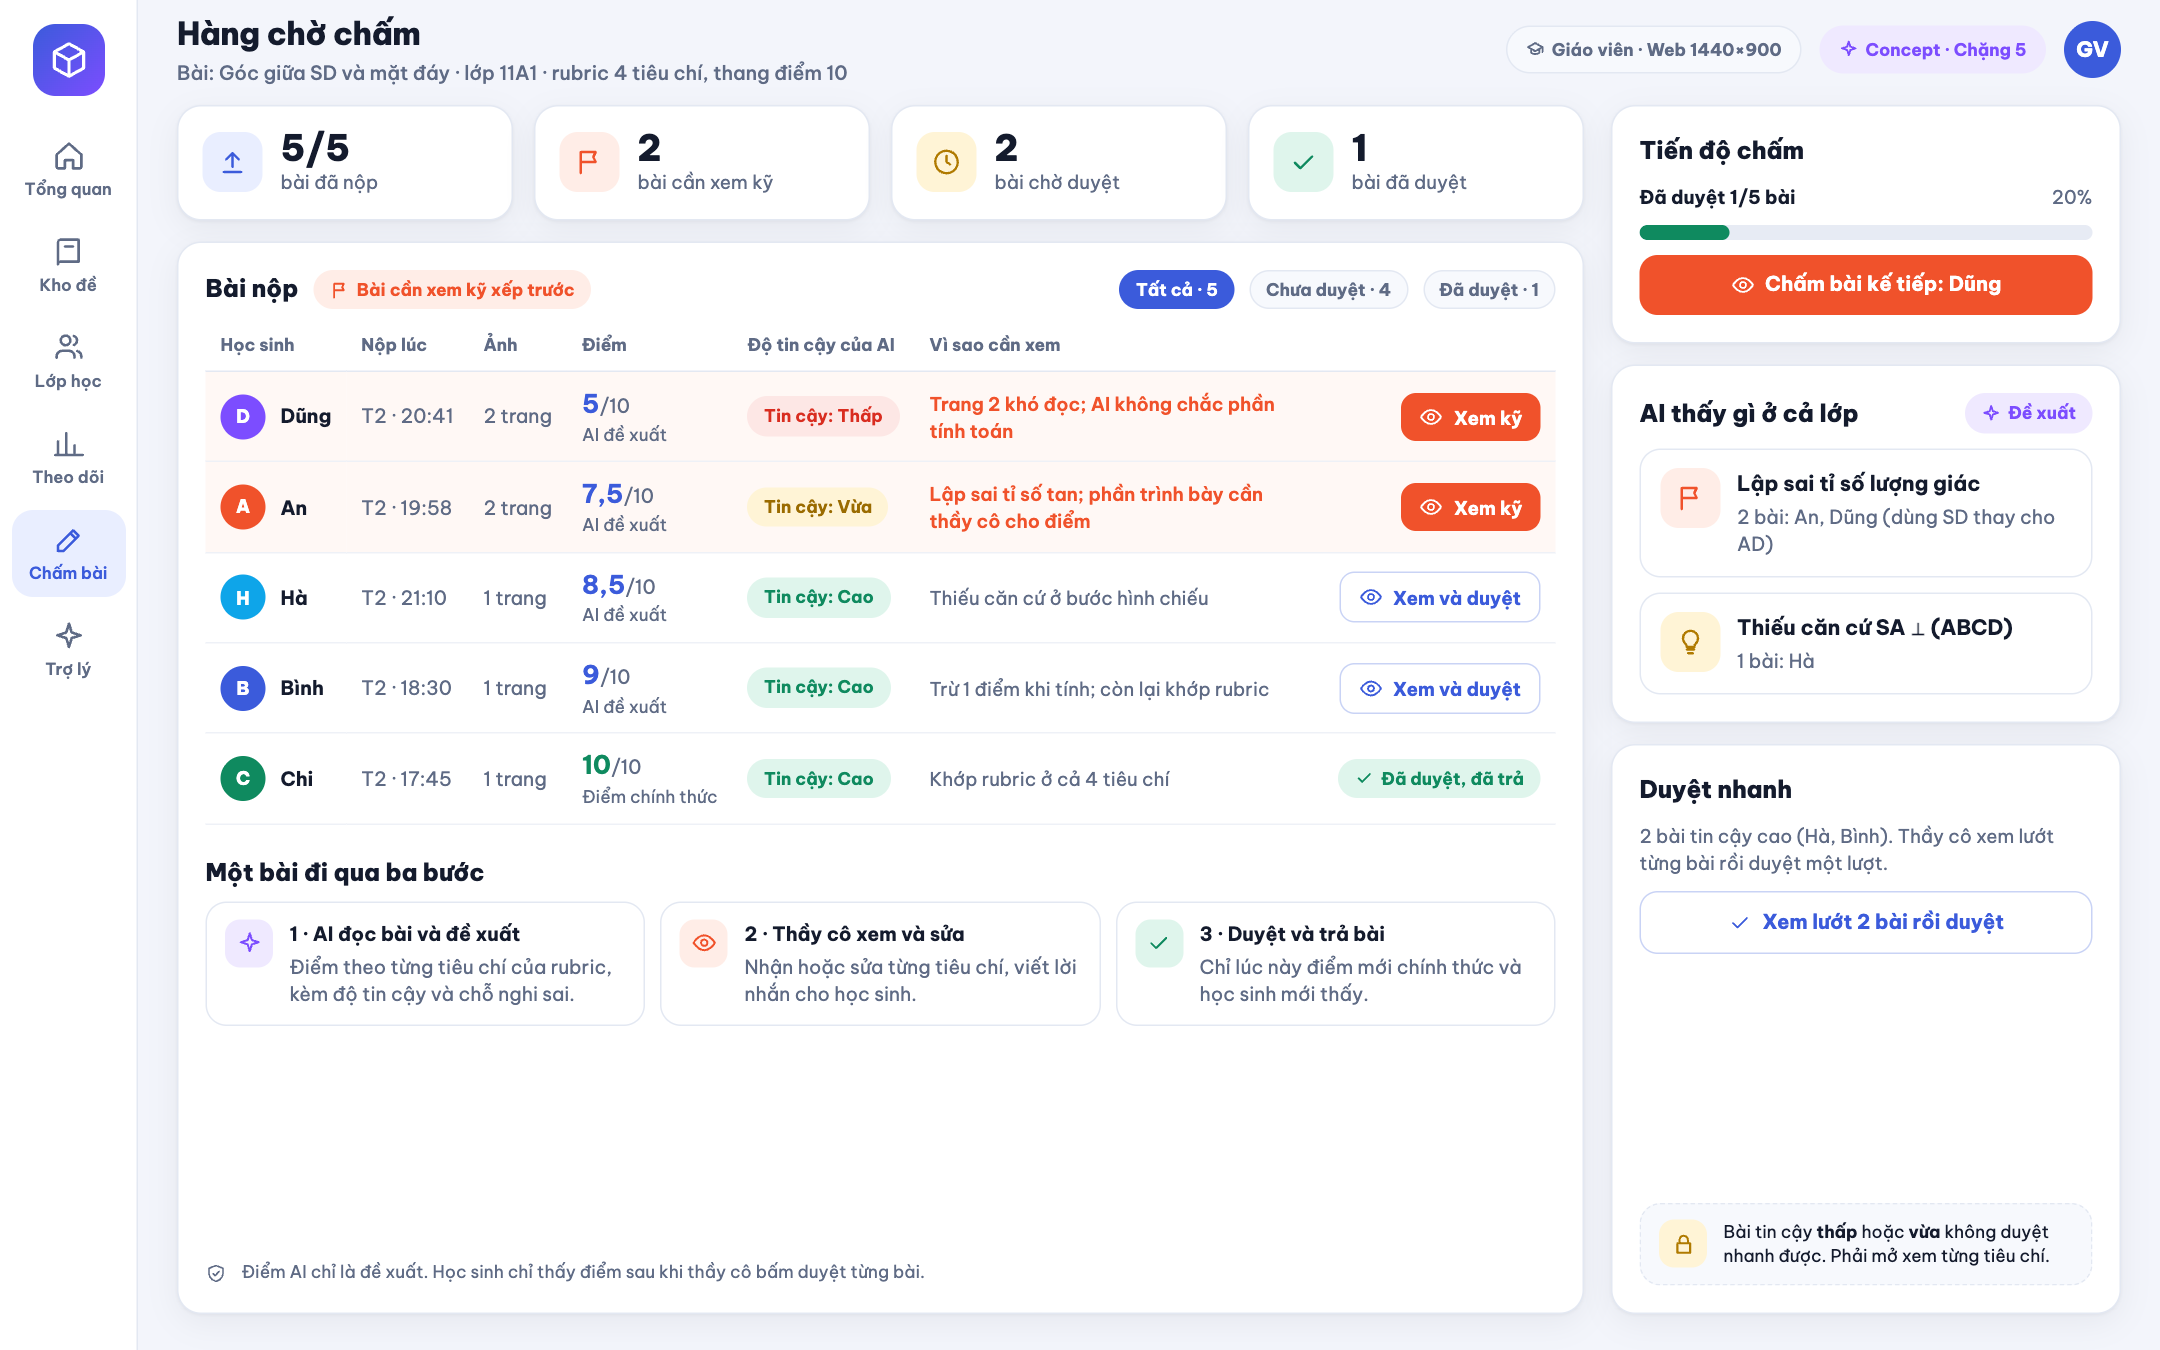 Hàng chờ chấm
Bài: Góc giữa SD và mặt đáy · lớp 11A1 · rubric 4 tiêu chí, thang điểm 10
Giáo viên · Web 1440×900
Concept · Chặng 5
GV
Tổng quan
Kho đề
Lớp học
Theo dõi
Chấm bài
Trợ lý
5/5
bài đã nộp
2
bài cần xem kỹ
2
bài chờ duyệt
1
bài đã duyệt
Bài nộp
Bài cần xem kỹ xếp trước
Tất cả · 5
Chưa duyệt · 4
Đã duyệt · 1
Học sinh Nộp lúc Ảnh Điểm Độ tin cậy của AI Vì sao cần xem
D Dũng T2 · 20:41 2 trang 5/10 Tin cậy: Thấp Trang 2 khó đọc; AI không chắc phần Xem kỹ
AI đề xuất tính toán
A An T2 · 19:58 2 trang 7,5/10 Tin cậy: Vừa Lập sai tỉ số tan; phần trình bày cần Xem kỹ
AI đề xuất thầy cô cho điểm
H Hà T2 · 21:10 1 trang 8,5/10 Tin cậy: Cao Thiếu căn cứ ở bước hình chiếu Xem và duyệt
AI đề xuất
B Bình T2 · 18:30 1 trang 9/10 Tin cậy: Cao Trừ 1 điểm khi tính; còn lại khớp rubric Xem và duyệt
AI đề xuất
C Chi T2 · 17:45 1 trang 10/10 Tin cậy: Cao Khớp rubric ở cả 4 tiêu chí Đã duyệt, đã trả
Điểm chính thức
Một bài đi qua ba bước
1 · AI đọc bài và đề xuất
Điểm theo từng tiêu chí của rubric,
kèm độ tin cậy và chỗ nghi sai.
2 · Thầy cô xem và sửa
Nhận hoặc sửa từng tiêu chí, viết lời
nhắn cho học sinh.
3 · Duyệt và trả bài
Chỉ lúc này điểm mới chính thức và
học sinh mới thấy.
Điểm AI chỉ là đề xuất. Học sinh chỉ thấy điểm sau khi thầy cô bấm duyệt từng bài.
Tiến độ chấm
Đã duyệt 1/5 bài 20%
Chấm bài kế tiếp: Dũng
AI thấy gì ở cả lớp
Đề xuất
Lập sai tỉ số lượng giác
2 bài: An, Dũng (dùng SD thay cho
AD)
Thiếu căn cứ SA ⊥ (ABCD)
1 bài: Hà
Duyệt nhanh
2 bài tin cậy cao (Hà, Bình). Thầy cô xem lướt
từng bài rồi duyệt một lượt.
Xem lướt 2 bài rồi duyệt
Bài tin cậy thấp hoặc vừa không duyệt
nhanh được. Phải mở xem từng tiêu chí.